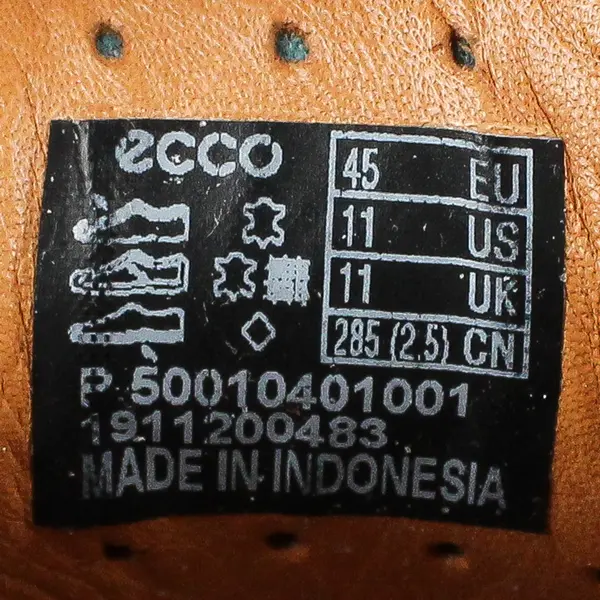 ecco
45 EU
11 US
11 UK
285 (2.5) CN
P 50010401001
1911200483
MADE IN INDONESIA